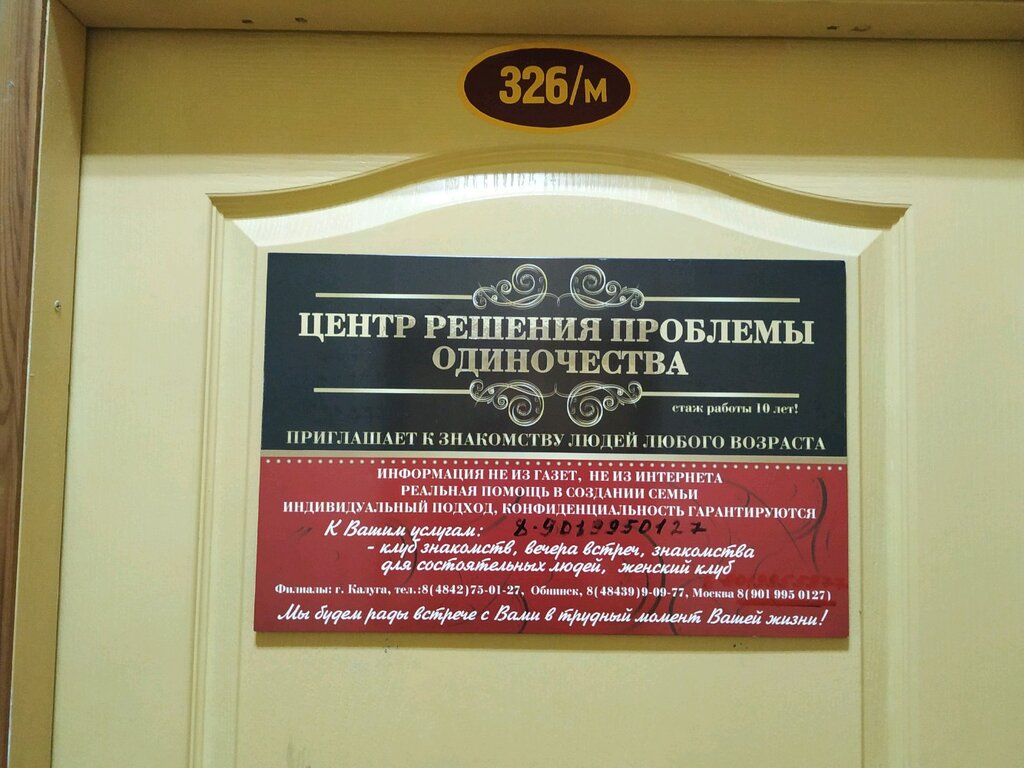 326/м
ЦЕНТР РЕШЕНИЯ ПРОБЛЕМЫ
ОДИНОЧЕСТВА
стаж работы 10 лет!
ПРИГЛАШАЕТ К ЗНАКОМСТВУ ЛЮДЕЙ ЛЮБОГО ВОЗРАСТА
ИНФОРМАЦИЯ НЕ ИЗ ГАЗЕТ, НЕ ИЗ ИНТЕРНЕТА
РЕАЛЬНАЯ ПОМОЩЬ В СОЗДАНИИ СЕМЬИ
ИНДИВИДУАЛЬНЫЙ ПОДХОД, КОНФИДЕНЦИАЛЬНОСТЬ ГАРАНТИРУЮТСЯ
К Вашим услугам: 8-9019950127
- клуб знакомств, вечера встреч, знакомства
для состоятельных людей, женский клуб
Филиалы: г. Калуга, тел.:8(4842)75-01-27, Обнинск, 8(48439)9-09-77, Москва 8(901 995 0127)
Мы будем рады встрече с Вами в трудный момент Вашей жизни!